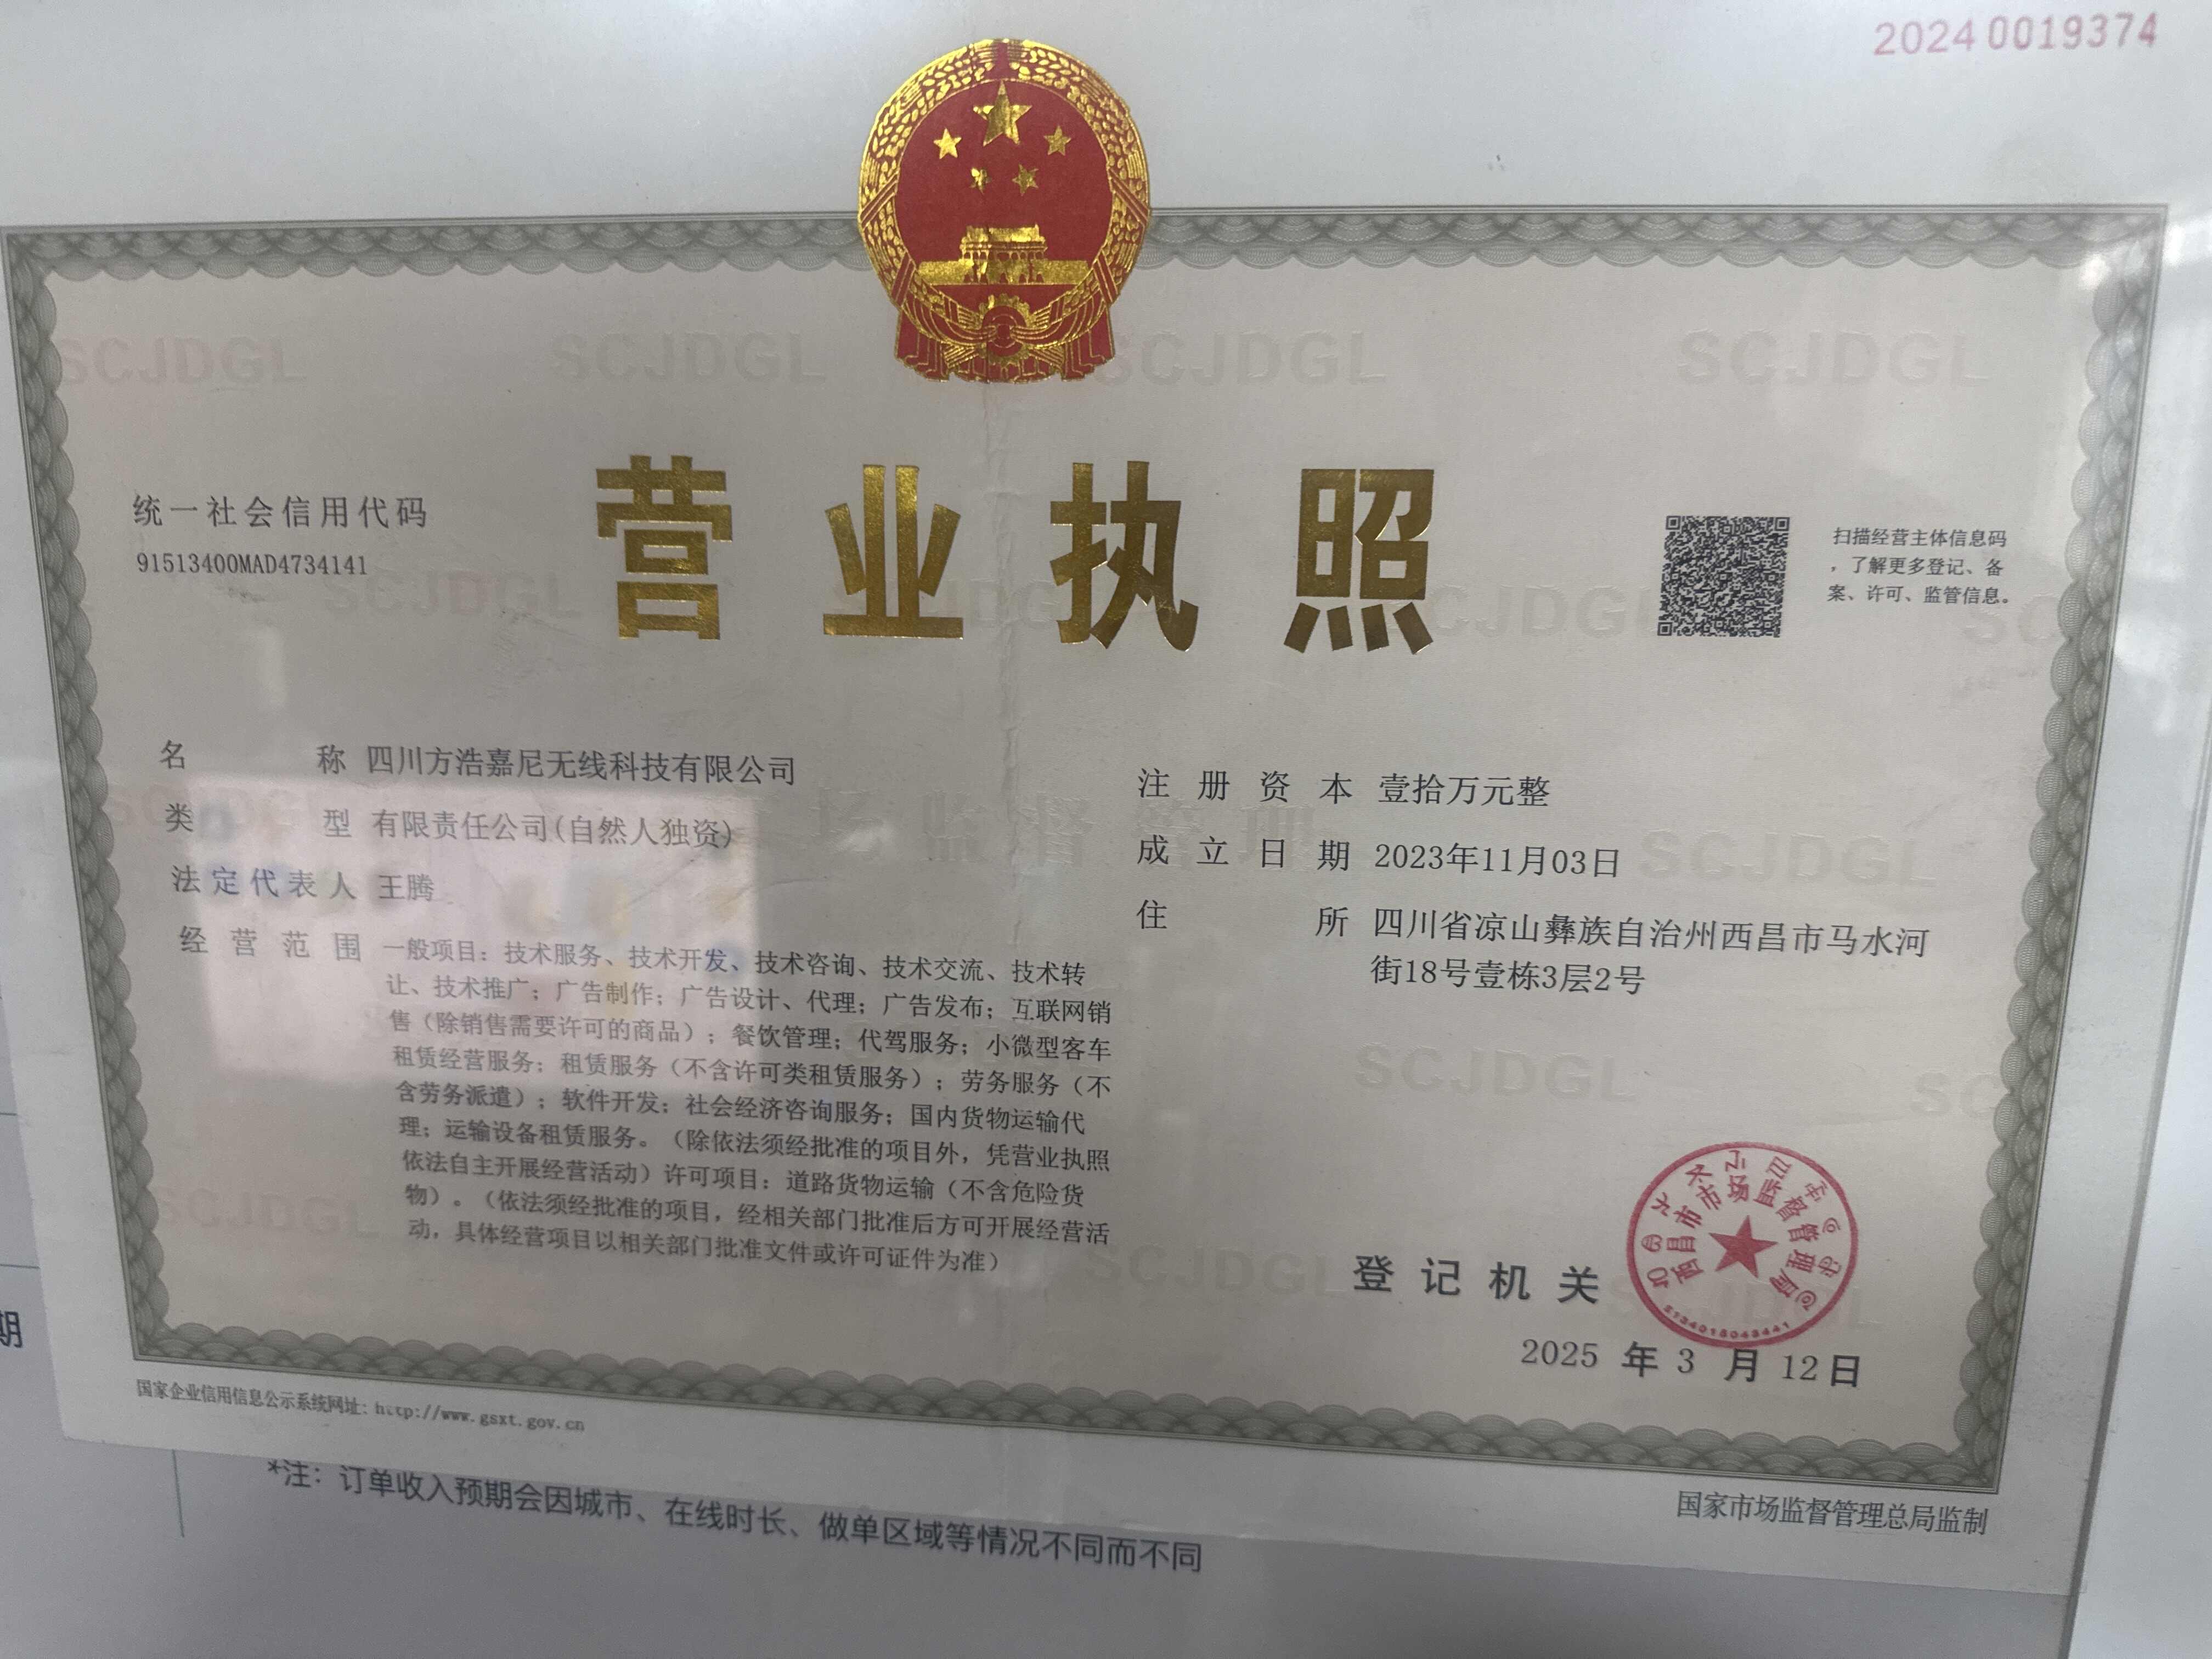 20240019374
营业执照
统一社会信用代码
91513400MAD4734141
扫描经营主体信息码
，了解更多登记、备
案、许可、监管信息。
名称 四川方浩嘉尼无线科技有限公司
类型 有限责任公司(自然人独资)
法定代表人 王腾
经营范围 一般项目：技术服务、技术开发、技术咨询、技术交流、技术转
让、技术推广；广告制作；广告设计、代理；广告发布；互联网销
售（除销售需要许可的商品）；餐饮管理；代驾服务；小微型客车
租赁经营服务；租赁服务（不含许可类租赁服务）；劳务服务（不
含劳务派遣）；软件开发；社会经济咨询服务；国内货物运输代
理；运输设备租赁服务。（除依法须经批准的项目外，凭营业执照
依法自主开展经营活动）许可项目：道路货物运输（不含危险货
物）。（依法须经批准的项目，经相关部门批准后方可开展经营活
动，具体经营项目以相关部门批准文件或许可证件为准）
注册资本 壹拾万元整
成立日期 2023年11月03日
住所 四川省凉山彝族自治州西昌市马水河
街18号壹栋3层2号
登记机关
西昌市市场监督管理局
2025年3月12日
国家企业信用信息公示系统网址：http://www.gsxt.gov.cn
国家市场监督管理总局监制
*注：订单收入预期会因城市、在线时长、做单区域等情况不同而不同
期
SCJDGL